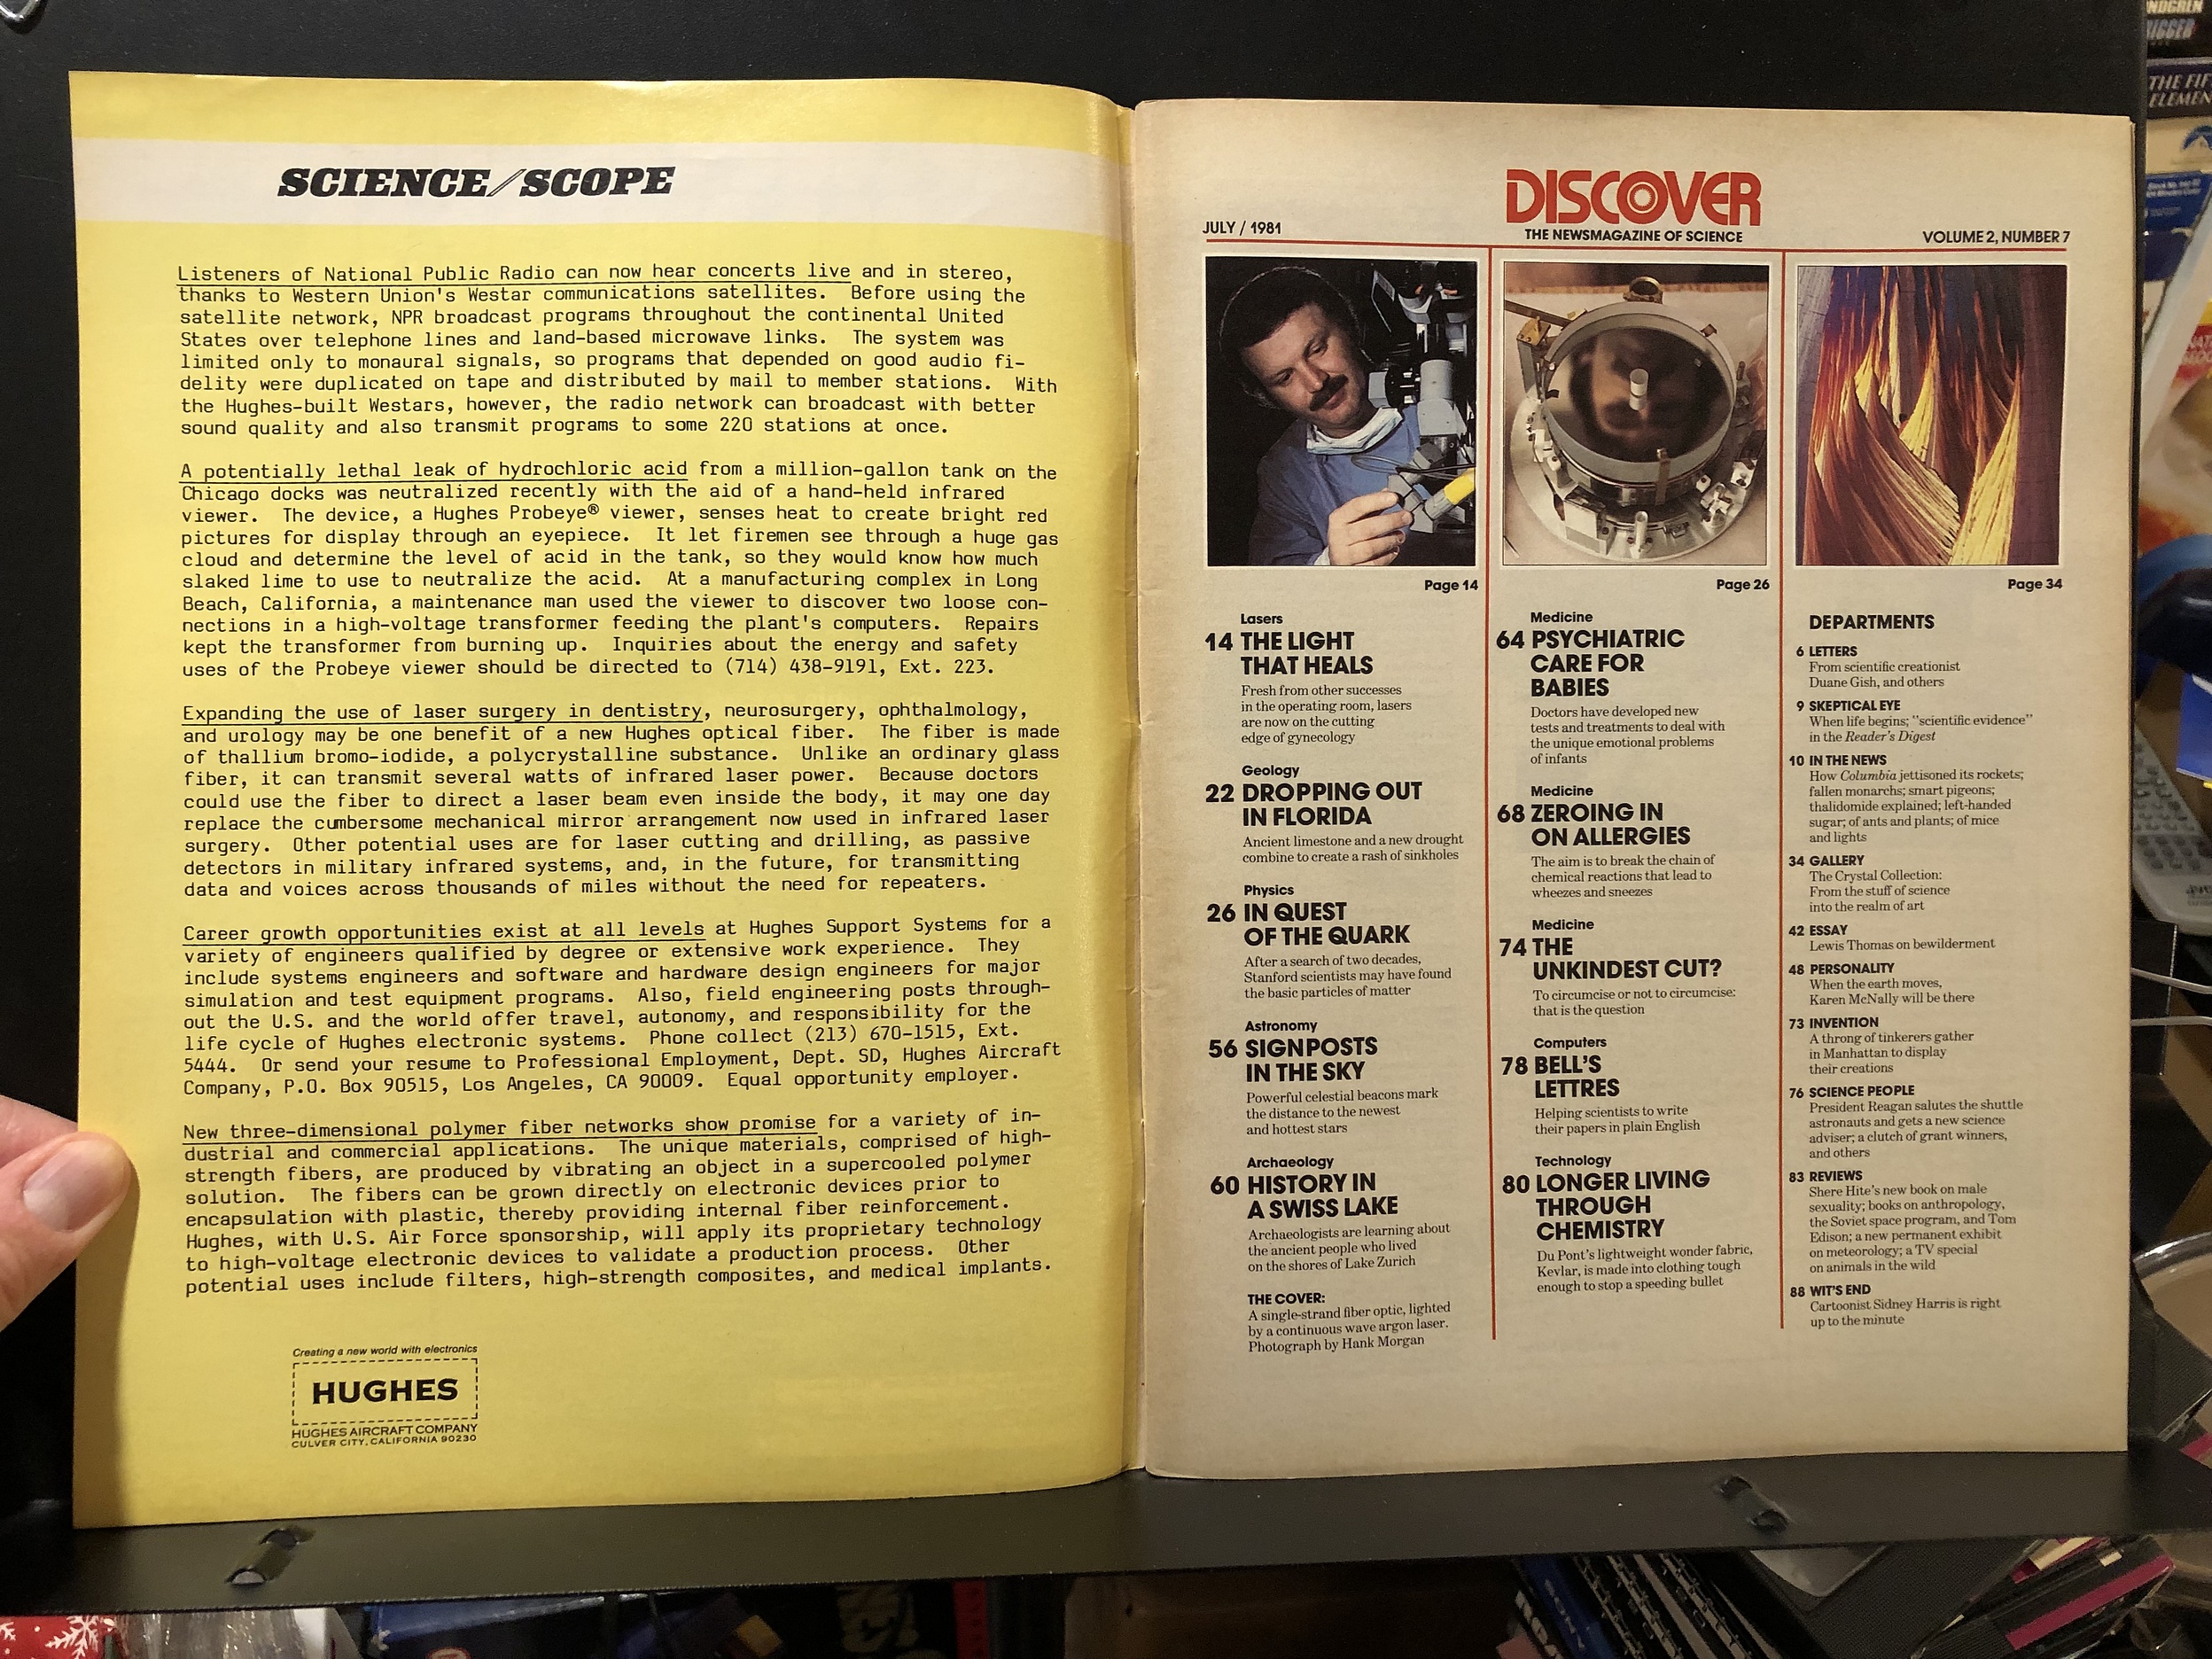 SCIENCE/SCOPE
Listeners of National Public Radio can now hear concerts live and in stereo,
thanks to Western Union's Westar communications satellites. Before using the
satellite network, NPR broadcast programs throughout the continental United
States over telephone lines and land-based microwave links. The system was
limited only to monaural signals, so programs that depended on good audio fi-
delity were duplicated on tape and distributed by mail to member stations. With
the Hughes-built Westars, however, the radio network can broadcast with better
sound quality and also transmit programs to some 220 stations at once.
A potentially lethal leak of hydrochloric acid from a million-gallon tank on the
Chicago docks was neutralized recently with the aid of a hand-held infrared
viewer. The device, a Hughes Probeye® viewer, senses heat to create bright red
pictures for display through an eyepiece. It let firemen see through a huge gas
cloud and determine the level of acid in the tank, so they would know how much
slaked lime to use to neutralize the acid. At a manufacturing complex in Long
Beach, California, a maintenance man used the viewer to discover two loose con-
nections in a high-voltage transformer feeding the plant's computers. Repairs
kept the transformer from burning up. Inquiries about the energy and safety
uses of the Probeye viewer should be directed to (714) 438-9191, Ext. 223.
Expanding the use of laser surgery in dentistry, neurosurgery, ophthalmology,
and urology may be one benefit of a new Hughes optical fiber. The fiber is made
of thallium bromo-iodide, a polycrystalline substance. Unlike an ordinary glass
fiber, it can transmit several watts of infrared laser power. Because doctors
could use the fiber to direct a laser beam even inside the body, it may one day
replace the cumbersome mechanical mirror arrangement now used in infrared laser
surgery. Other potential uses are for laser cutting and drilling, as passive
detectors in military infrared systems, and, in the future, for transmitting
data and voices across thousands of miles without the need for repeaters.
Career growth opportunities exist at all levels at Hughes Support Systems for a
variety of engineers qualified by degree or extensive work experience. They
include systems engineers and software and hardware design engineers for major
simulation and test equipment programs. Also, field engineering posts through-
out the U.S. and the world offer travel, autonomy, and responsibility for the
life cycle of Hughes electronic systems. Phone collect (213) 670-1515, Ext.
5444. Or send your resume to Professional Employment, Dept. SD, Hughes Aircraft
Company, P.O. Box 90515, Los Angeles, CA 90009. Equal opportunity employer.
New three-dimensional polymer fiber networks show promise for a variety of in-
dustrial and commercial applications. The unique materials, comprised of high-
strength fibers, are produced by vibrating an object in a supercooled polymer
solution. The fibers can be grown directly on electronic devices prior to
encapsulation with plastic, thereby providing internal fiber reinforcement.
Hughes, with U.S. Air Force sponsorship, will apply its proprietary technology
to high-voltage electronic devices to validate a production process. Other
potential uses include filters, high-strength composites, and medical implants.
Creating a new world with electronics
HUGHES
HUGHES AIRCRAFT COMPANY
CULVER CITY, CALIFORNIA 90230
DISCOVER
JULY / 1981
THE NEWSMAGAZINE OF SCIENCE
VOLUME 2, NUMBER 7
Page 14
Lasers
14 THE LIGHT
THAT HEALS
Fresh from other successes
in the operating room, lasers
are now on the cutting
edge of gynecology
Geology
22 DROPPING OUT
IN FLORIDA
Ancient limestone and a new drought
combine to create a rash of sinkholes
Physics
26 IN QUEST
OF THE QUARK
After a search of two decades,
Stanford scientists may have found
the basic particles of matter
Astronomy
56 SIGNPOSTS
IN THE SKY
Powerful celestial beacons mark
the distance to the newest
and hottest stars
Archaeology
60 HISTORY IN
A SWISS LAKE
Archaeologists are learning about
the ancient people who lived
on the shores of Lake Zurich
THE COVER:
A single-strand fiber optic, lighted
by a continuous wave argon laser.
Photograph by Hank Morgan
Page 26
Medicine
64 PSYCHIATRIC
CARE FOR
BABIES
Doctors have developed new
tests and treatments to deal with
the unique emotional problems
of infants
Medicine
68 ZEROING IN
ON ALLERGIES
The aim is to break the chain of
chemical reactions that lead to
wheezes and sneezes
Medicine
74 THE
UNKINDEST CUT?
To circumcise or not to circumcise:
that is the question
Computers
78 BELL'S
LETTRES
Helping scientists to write
their papers in plain English
Technology
80 LONGER LIVING
THROUGH
CHEMISTRY
Du Pont's lightweight wonder fabric,
Kevlar, is made into clothing tough
enough to stop a speeding bullet
Page 34
DEPARTMENTS
6 LETTERS
From scientific creationist
Duane Gish, and others
9 SKEPTICAL EYE
When life begins; "scientific evidence"
in the Reader's Digest
10 IN THE NEWS
How Columbia jettisoned its rockets;
fallen monarchs; smart pigeons;
thalidomide explained; left-handed
sugar; of ants and plants; of mice
and lights
34 GALLERY
The Crystal Collection:
From the stuff of science
into the realm of art
42 ESSAY
Lewis Thomas on bewilderment
48 PERSONALITY
When the earth moves,
Karen McNally will be there
73 INVENTION
A throng of tinkerers gather
in Manhattan to display
their creations
76 SCIENCE PEOPLE
President Reagan salutes the shuttle
astronauts and gets a new science
adviser; a clutch of grant winners,
and others
83 REVIEWS
Shere Hite's new book on male
sexuality; books on anthropology,
the Soviet space program, and Tom
Edison; a new permanent exhibit
on meteorology; a TV special
on animals in the wild
88 WIT'S END
Cartoonist Sidney Harris is right
up to the minute
THE FIF
ELEMEN
SONY